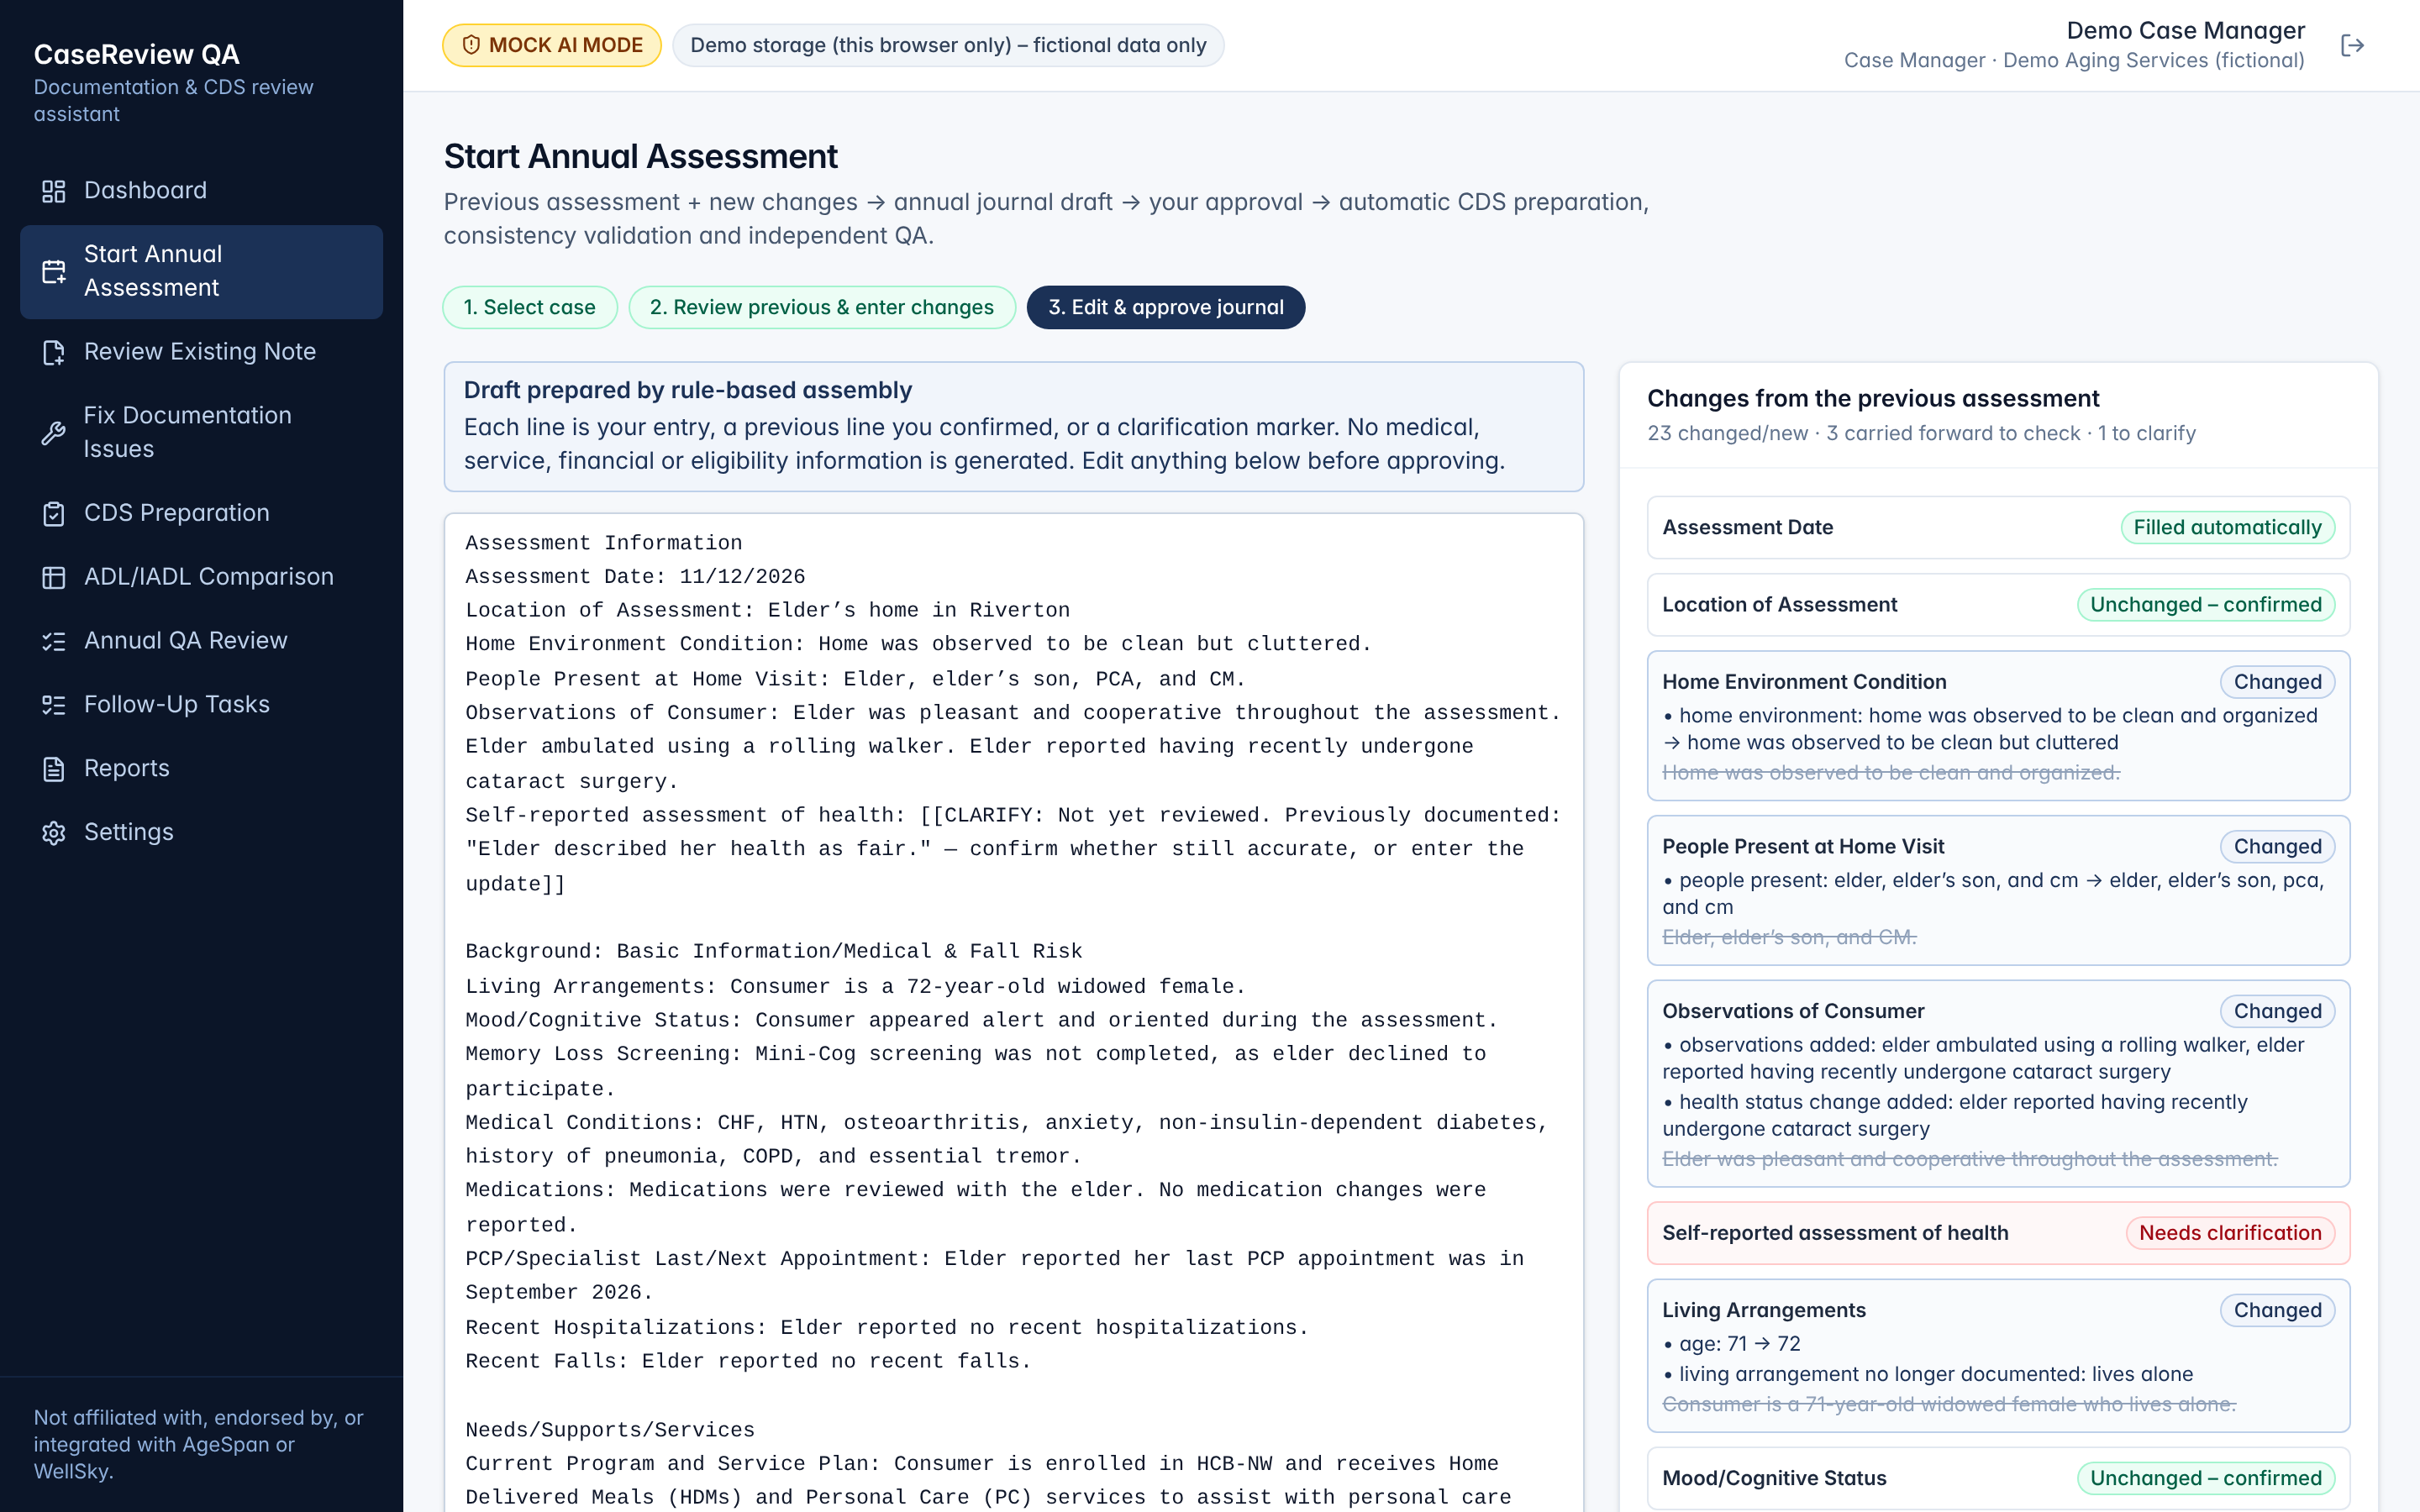 CaseReview QA
Documentation & CDS review
assistant
Dashboard
Start Annual
Assessment
Review Existing Note
Fix Documentation
Issues
CDS Preparation
ADL/IADL Comparison
Annual QA Review
Follow-Up Tasks
Reports
Settings
Not affiliated with, endorsed by, or
integrated with AgeSpan or
WellSky.
MOCK AI MODE
Demo storage (this browser only) – fictional data only
Demo Case Manager
Case Manager · Demo Aging Services (fictional)
Start Annual Assessment
Previous assessment + new changes → annual journal draft → your approval → automatic CDS preparation,
consistency validation and independent QA.
1. Select case
2. Review previous & enter changes
3. Edit & approve journal
Draft prepared by rule-based assembly
Each line is your entry, a previous line you confirmed, or a clarification marker. No medical,
service, financial or eligibility information is generated. Edit anything below before approving.
Assessment Information
Assessment Date: 11/12/2026
Location of Assessment: Elder’s home in Riverton
Home Environment Condition: Home was observed to be clean but cluttered.
People Present at Home Visit: Elder, elder’s son, PCA, and CM.
Observations of Consumer: Elder was pleasant and cooperative throughout the assessment.
Elder ambulated using a rolling walker. Elder reported having recently undergone
cataract surgery.
Self-reported assessment of health: [[CLARIFY: Not yet reviewed. Previously documented:
"Elder described her health as fair." — confirm whether still accurate, or enter the
update]]
Background: Basic Information/Medical & Fall Risk
Living Arrangements: Consumer is a 72-year-old widowed female.
Mood/Cognitive Status: Consumer appeared alert and oriented during the assessment.
Memory Loss Screening: Mini-Cog screening was not completed, as elder declined to
participate.
Medical Conditions: CHF, HTN, osteoarthritis, anxiety, non-insulin-dependent diabetes,
history of pneumonia, COPD, and essential tremor.
Medications: Medications were reviewed with the elder. No medication changes were
reported.
PCP/Specialist Last/Next Appointment: Elder reported her last PCP appointment was in
September 2026.
Recent Hospitalizations: Elder reported no recent hospitalizations.
Recent Falls: Elder reported no recent falls.
Needs/Supports/Services
Current Program and Service Plan: Consumer is enrolled in HCB-NW and receives Home
Delivered Meals (HDMs) and Personal Care (PC) services to assist with personal care
Changes from the previous assessment
23 changed/new · 3 carried forward to check · 1 to clarify
Assessment Date
Filled automatically
Location of Assessment
Unchanged – confirmed
Home Environment Condition
Changed
• home environment: home was observed to be clean and organized
→ home was observed to be clean but cluttered
Home was observed to be clean and organized.
People Present at Home Visit
Changed
• people present: elder, elder’s son, and cm → elder, elder’s son, pca,
and cm
Elder, elder’s son, and CM.
Observations of Consumer
Changed
• observations added: elder ambulated using a rolling walker, elder
reported having recently undergone cataract surgery
• health status change added: elder reported having recently
undergone cataract surgery
Elder was pleasant and cooperative throughout the assessment.
Self-reported assessment of health
Needs clarification
Living Arrangements
Changed
• age: 71 → 72
• living arrangement no longer documented: lives alone
Consumer is a 71-year-old widowed female who lives alone.
Mood/Cognitive Status
Unchanged – confirmed